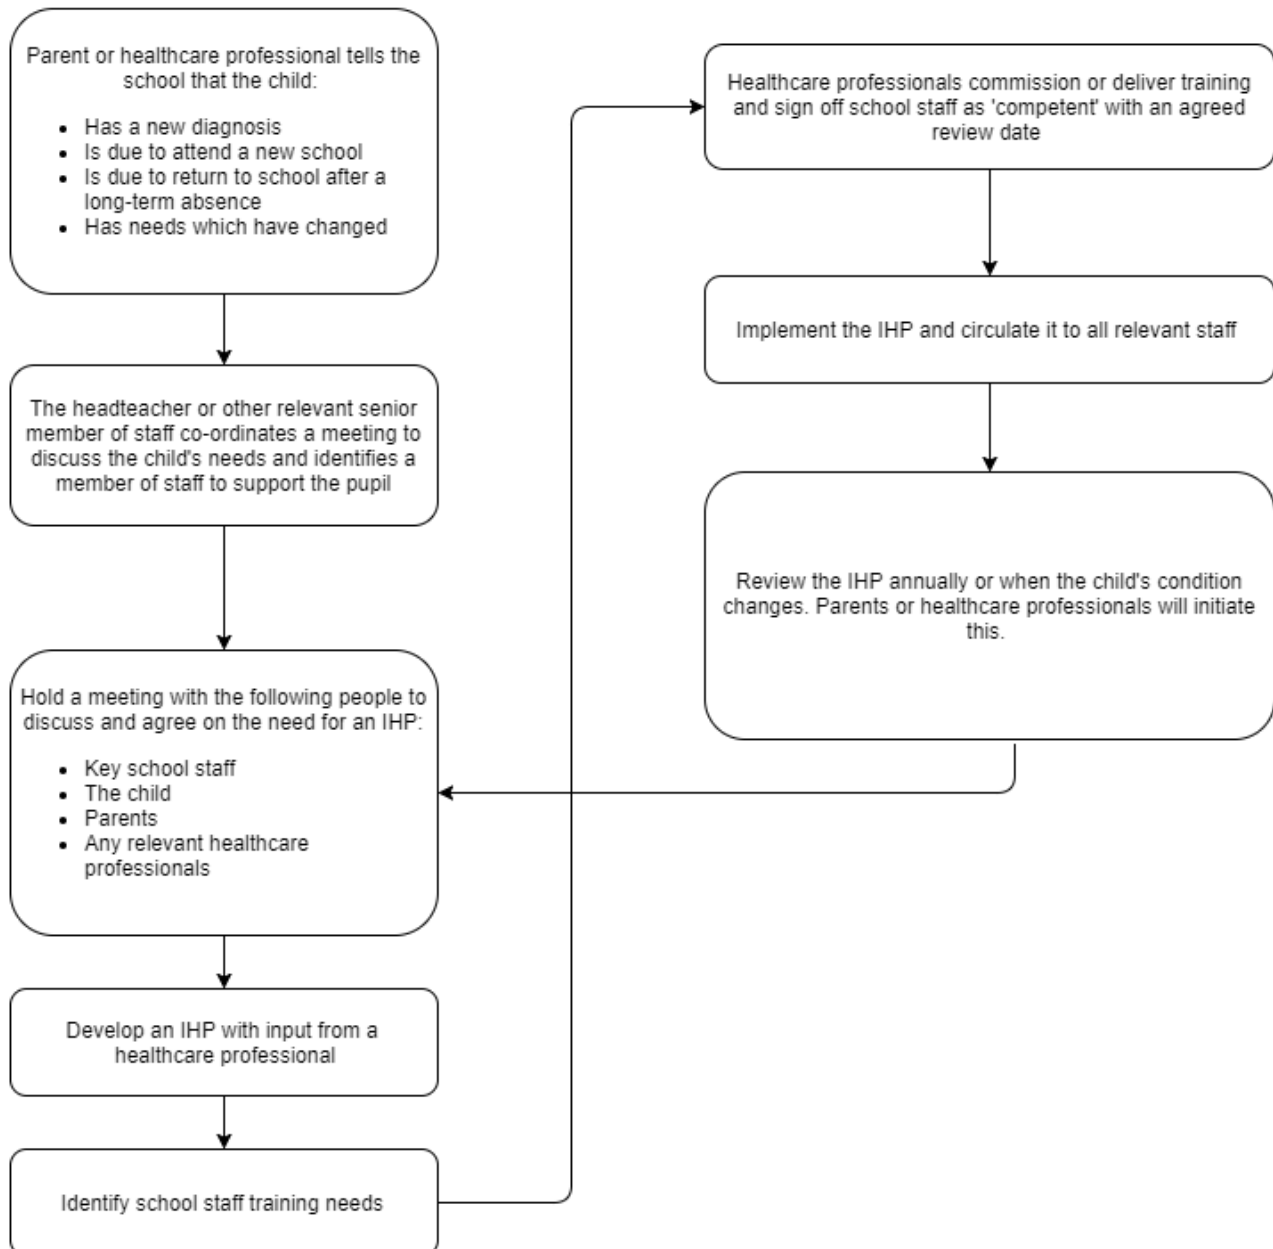 Parent or healthcare professional tells the
school that the child:
• Has a new diagnosis
• Is due to attend a new school
• Is due to return to school after a
long-term absence
• Has needs which have changed
The headteacher or other relevant senior
member of staff co-ordinates a meeting to
discuss the child's needs and identifies a
member of staff to support the pupil
Hold a meeting with the following people to
discuss and agree on the need for an IHP:
• Key school staff
• The child
• Parents
• Any relevant healthcare
professionals
Develop an IHP with input from a
healthcare professional
Identify school staff training needs
Healthcare professionals commission or deliver training
and sign off school staff as 'competent' with an agreed
review date
Implement the IHP and circulate it to all relevant staff
Review the IHP annually or when the child's condition
changes. Parents or healthcare professionals will initiate
this.